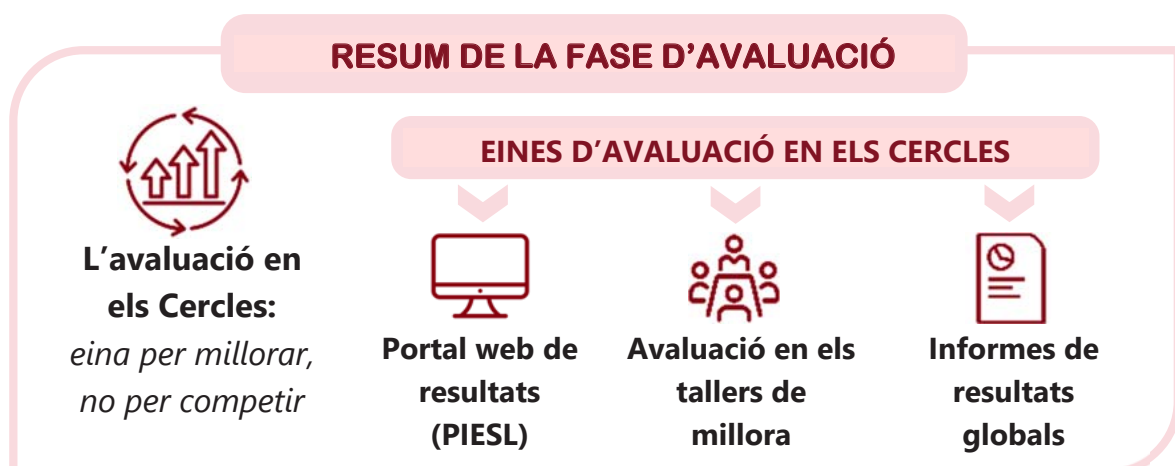 RESUM DE LA FASE D’AVALUACIÓ
EINES D’AVALUACIÓ EN ELS CERCLES
L’avaluació en
els Cercles:
eina per millorar,
no per competir
Portal web de
resultats
(PIESL)
Avaluació en els
tallers de
millora
Informes de
resultats
globals